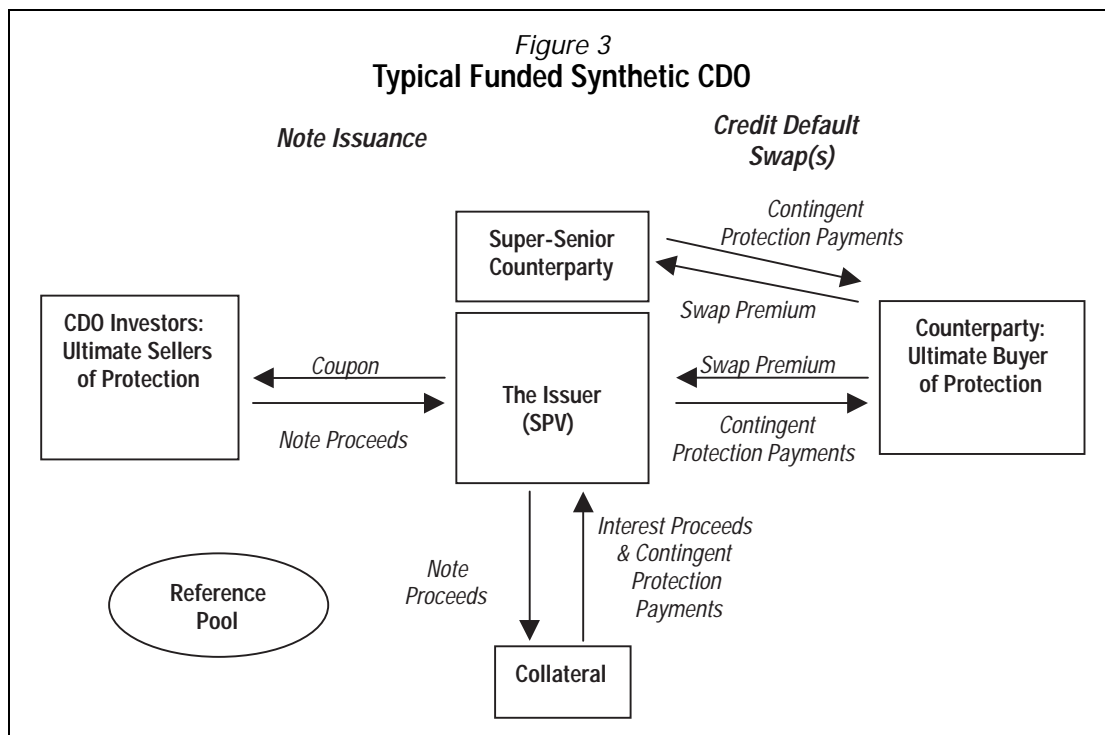 Figure 3
Typical Funded Synthetic CDO
Note Issuance
Credit Default
Swap(s)
Super-Senior
Counterparty
Contingent
Protection Payments
Swap Premium
CDO Investors:
Ultimate Sellers
of Protection
Coupon
Note Proceeds
The Issuer
(SPV)
Swap Premium
Contingent
Protection Payments
Counterparty:
Ultimate Buyer
of Protection
Reference
Pool
Note
Proceeds
Interest Proceeds
& Contingent
Protection
Payments
Collateral